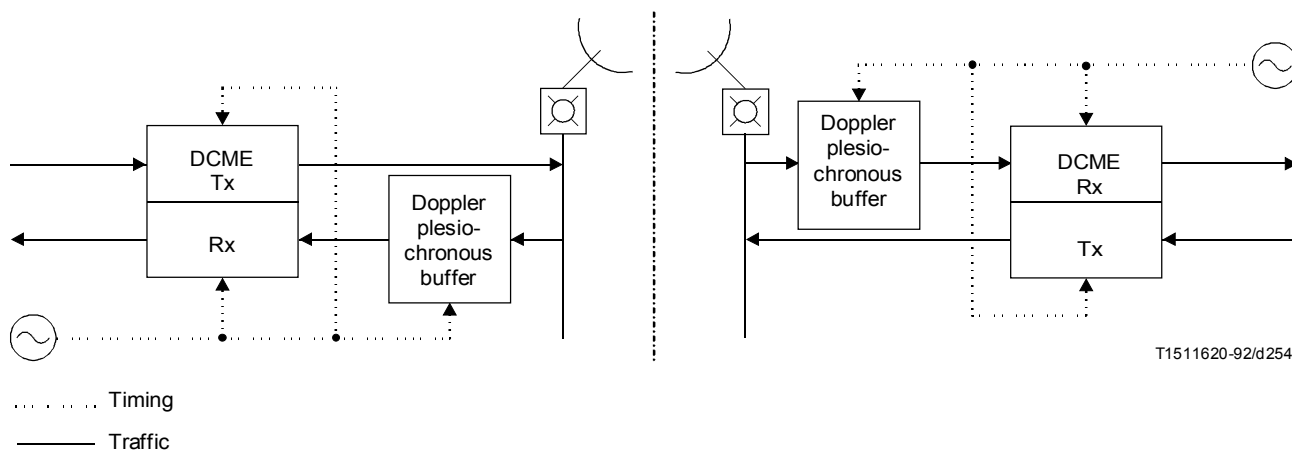 DCME
Tx
Rx
Doppler
plesio-
chronous
buffer
Doppler
plesio-
chronous
buffer
DCME
Rx
Tx
T1511620-92/d254
Timing
Traffic